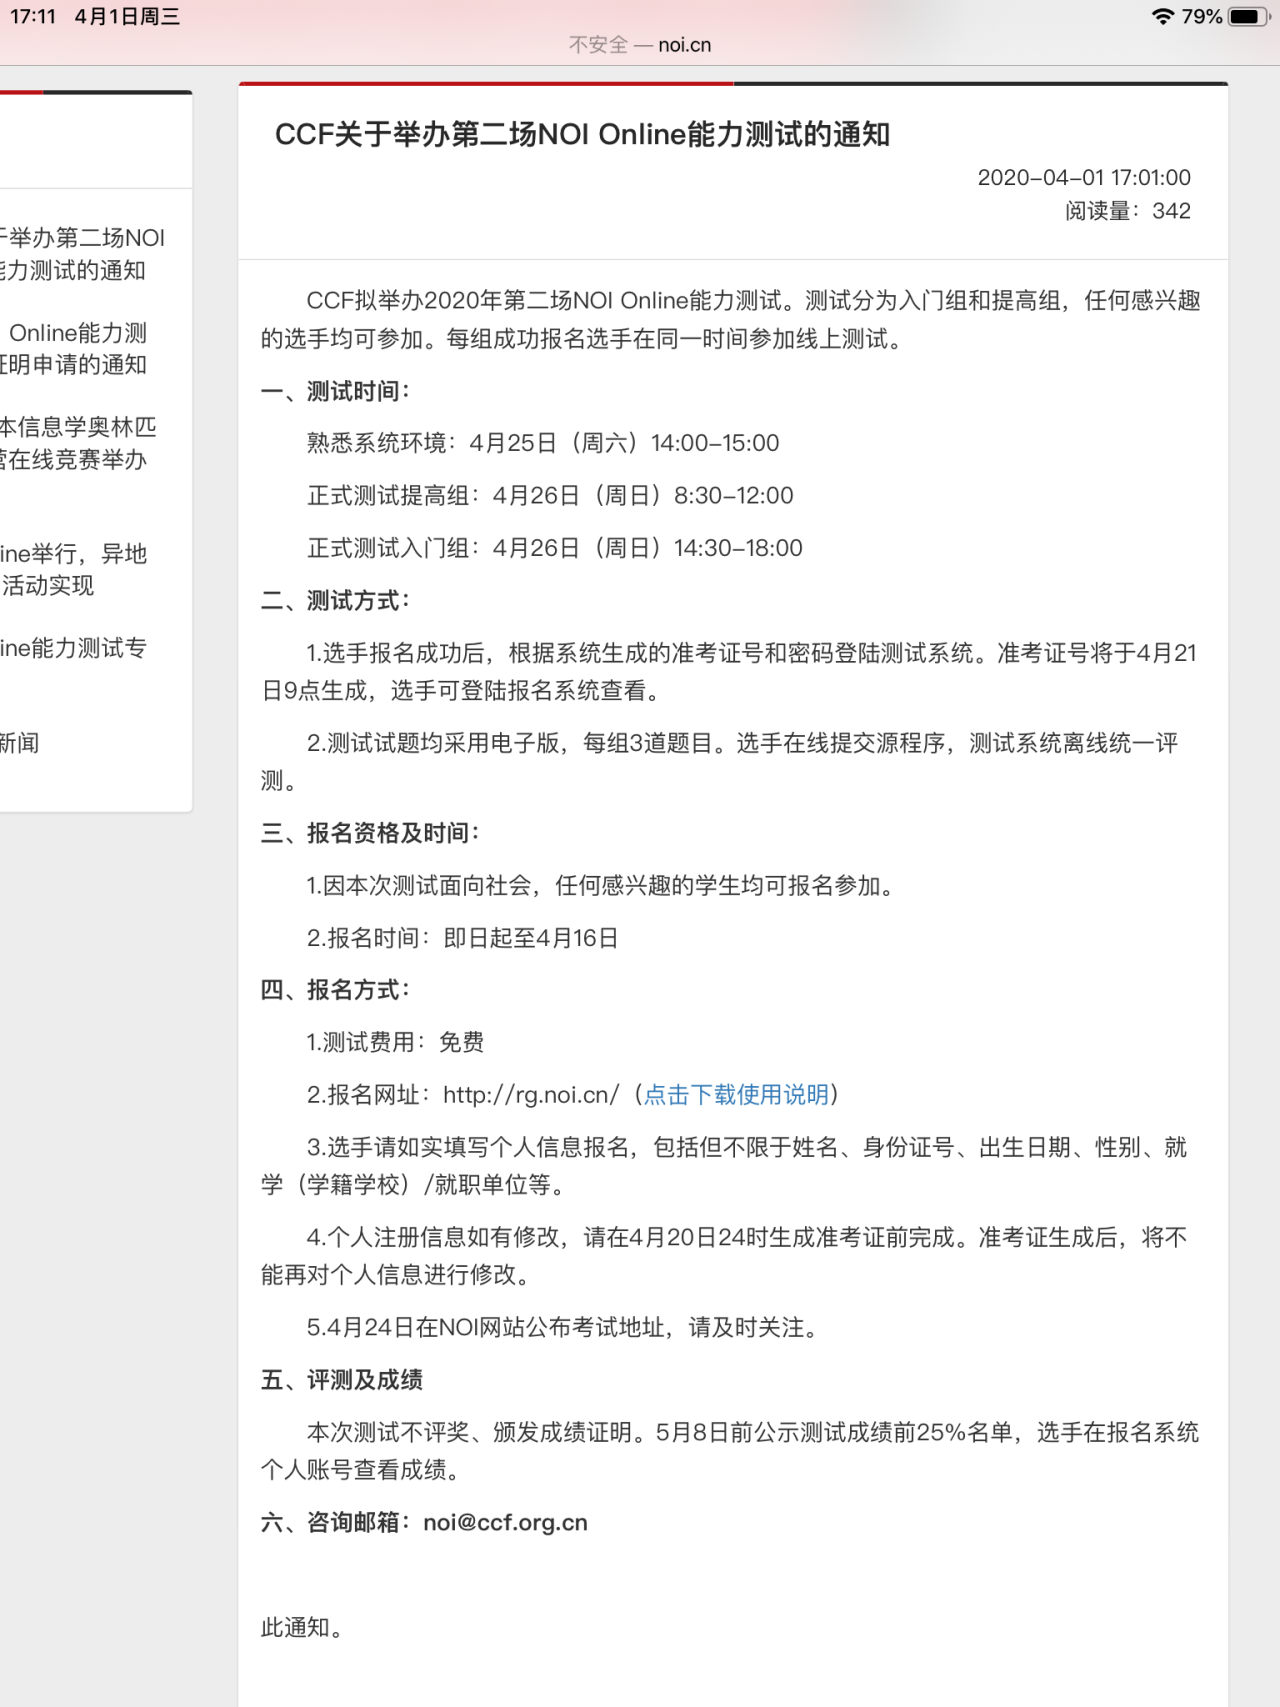 17:11 4月1日周三
79%
不安全 — noi.cn
举办第二场NOI
力测试的通知
Online能力测
明申请的通知
本信息学奥林匹
在线竞赛举办
ine举行，异地
活动实现
ine能力测试专
新闻
CCF关于举办第二场NOI Online能力测试的通知
2020-04-01 17:01:00
阅读量：342
CCF拟举办2020年第二场NOI Online能力测试。测试分为入门组和提高组，任何感兴趣
的选手均可参加。每组成功报名选手在同一时间参加线上测试。
一、测试时间：
熟悉系统环境：4月25日（周六）14:00-15:00
正式测试提高组：4月26日（周日）8:30-12:00
正式测试入门组：4月26日（周日）14:30-18:00
二、测试方式：
1.选手报名成功后，根据系统生成的准考证号和密码登陆测试系统。准考证号将于4月21
日9点生成，选手可登陆报名系统查看。
2.测试试题均采用电子版，每组3道题目。选手在线提交源程序，测试系统离线统一评
测。
三、报名资格及时间：
1.因本次测试面向社会，任何感兴趣的学生均可报名参加。
2.报名时间：即日起至4月16日
四、报名方式：
1.测试费用：免费
2.报名网址：http://rg.noi.cn/（点击下载使用说明）
3.选手请如实填写个人信息报名，包括但不限于姓名、身份证号、出生日期、性别、就
学（学籍学校）/就职单位等。
4.个人注册信息如有修改，请在4月20日24时生成准考证前完成。准考证生成后，将不
能再对个人信息进行修改。
5.4月24日在NOI网站公布考试地址，请及时关注。
五、评测及成绩
本次测试不评奖、颁发成绩证明。5月8日前公示测试成绩前25%名单，选手在报名系统
个人账号查看成绩。
六、咨询邮箱：noi@ccf.org.cn
此通知。